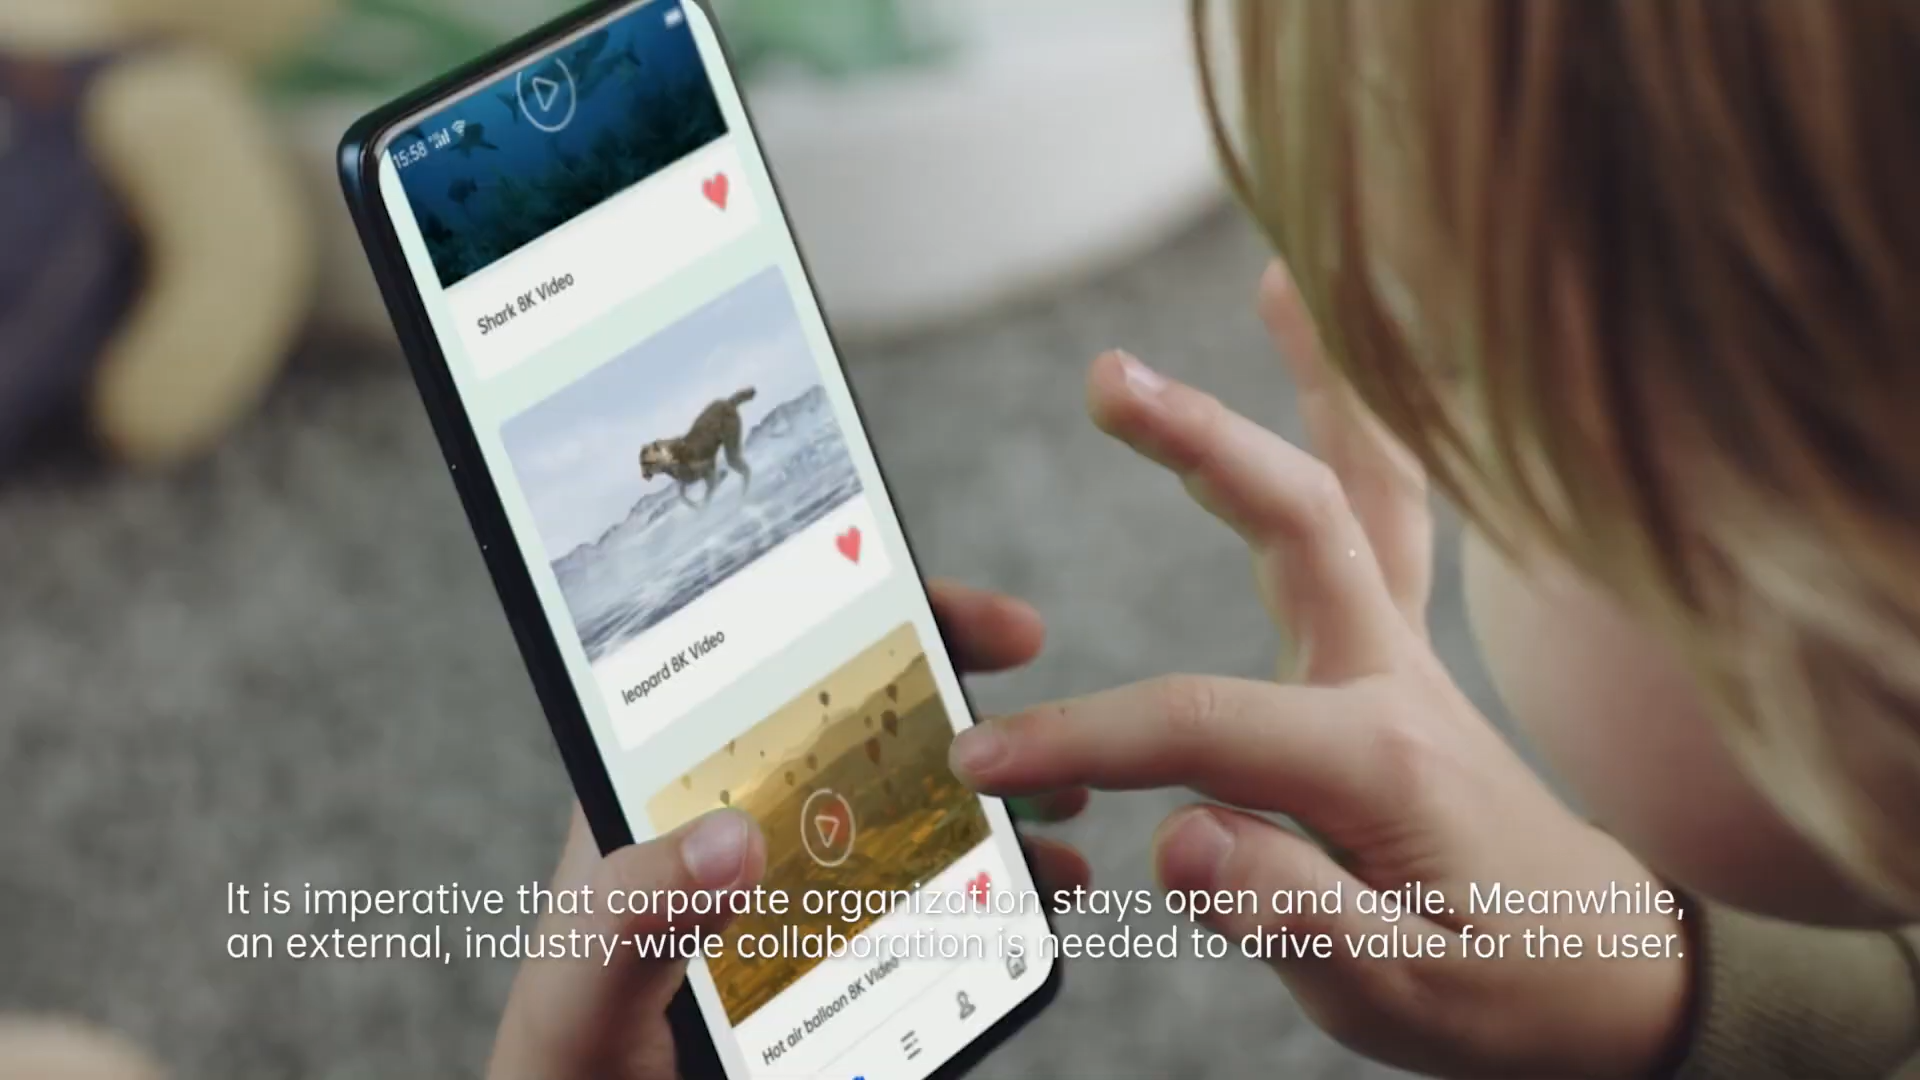 15:58
Shark 8K Video
leopard 8K Video
Hot air balloon 8K Video
It is imperative that corporate organization stays open and agile. Meanwhile,
an external, industry-wide collaboration is needed to drive value for the user.